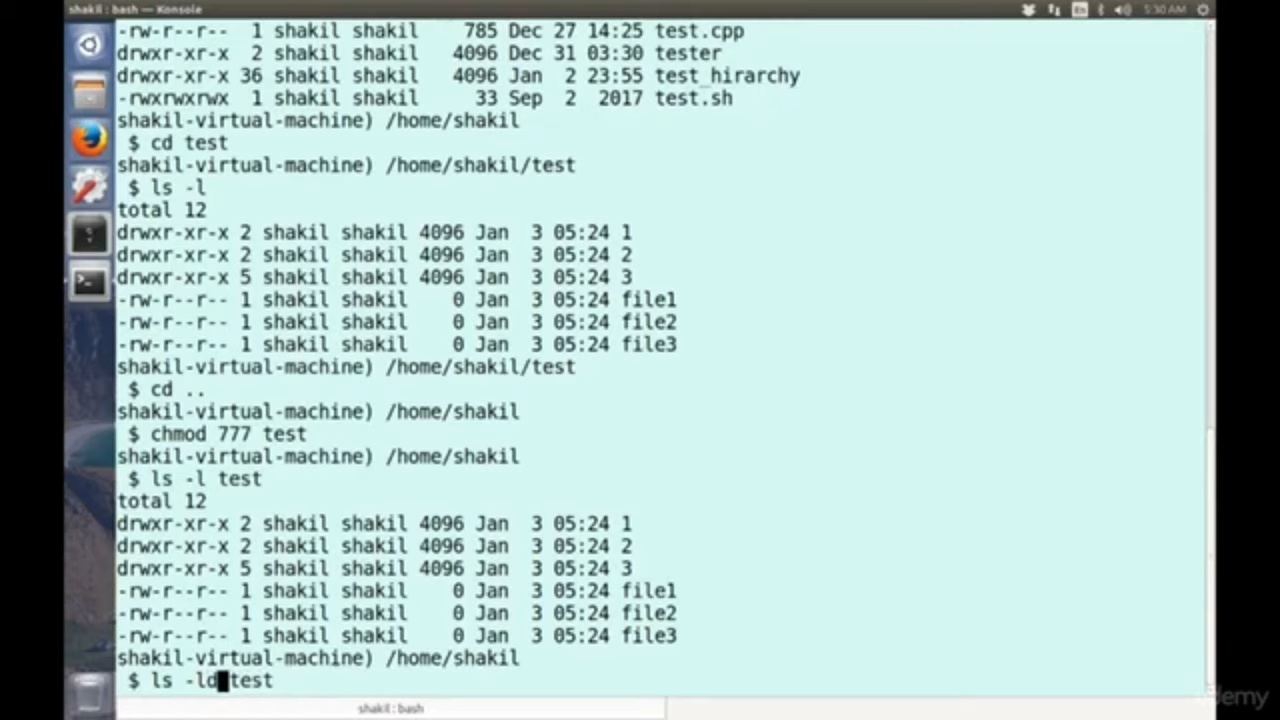 shakil : bash — Konsole
En
5:30 AM
-rw-r--r--  1 shakil shakil    785 Dec 27 14:25 test.cpp
drwxr-xr-x  2 shakil shakil   4096 Dec 31 03:30 tester
drwxr-xr-x 36 shakil shakil   4096 Jan  2 23:55 test_hirarchy
-rwxrwxrwx  1 shakil shakil     33 Sep  2  2017 test.sh
shakil-virtual-machine) /home/shakil
$ cd test
shakil-virtual-machine) /home/shakil/test
$ ls -l
total 12
drwxr-xr-x 2 shakil shakil 4096 Jan  3 05:24 1
drwxr-xr-x 2 shakil shakil 4096 Jan  3 05:24 2
drwxr-xr-x 5 shakil shakil 4096 Jan  3 05:24 3
-rw-r--r-- 1 shakil shakil    0 Jan  3 05:24 file1
-rw-r--r-- 1 shakil shakil    0 Jan  3 05:24 file2
-rw-r--r-- 1 shakil shakil    0 Jan  3 05:24 file3
shakil-virtual-machine) /home/shakil/test
$ cd ..
shakil-virtual-machine) /home/shakil
$ chmod 777 test
shakil-virtual-machine) /home/shakil
$ ls -l test
total 12
drwxr-xr-x 2 shakil shakil 4096 Jan  3 05:24 1
drwxr-xr-x 2 shakil shakil 4096 Jan  3 05:24 2
drwxr-xr-x 5 shakil shakil 4096 Jan  3 05:24 3
-rw-r--r-- 1 shakil shakil    0 Jan  3 05:24 file1
-rw-r--r-- 1 shakil shakil    0 Jan  3 05:24 file2
-rw-r--r-- 1 shakil shakil    0 Jan  3 05:24 file3
shakil-virtual-machine) /home/shakil
$ ls -ld test
shakil : bash